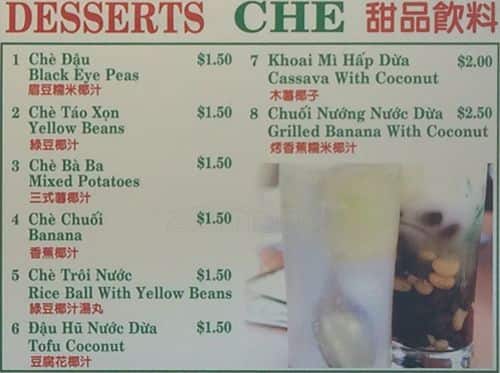 DESSERTS CHE 甜品飲料
1 Chè Đậu $1.50
Black Eye Peas
眉豆糯米椰汁
2 Chè Táo Xọn $1.50
Yellow Beans
綠豆椰汁
3 Chè Bà Ba $1.50
Mixed Potatoes
三式薯椰汁
4 Chè Chuối $1.50
Banana
香蕉椰汁
5 Chè Trôi Nước $1.50
Rice Ball With Yellow Beans
綠豆椰汁湯丸
6 Đậu Hũ Nước Dừa $1.50
Tofu Coconut
豆腐花椰汁
7 Khoai Mì Hấp Dừa $2.00
Cassava With Coconut
木薯椰子
8 Chuối Nướng Nước Dừa $2.50
Grilled Banana With Coconut
烤香蕉糯米椰汁